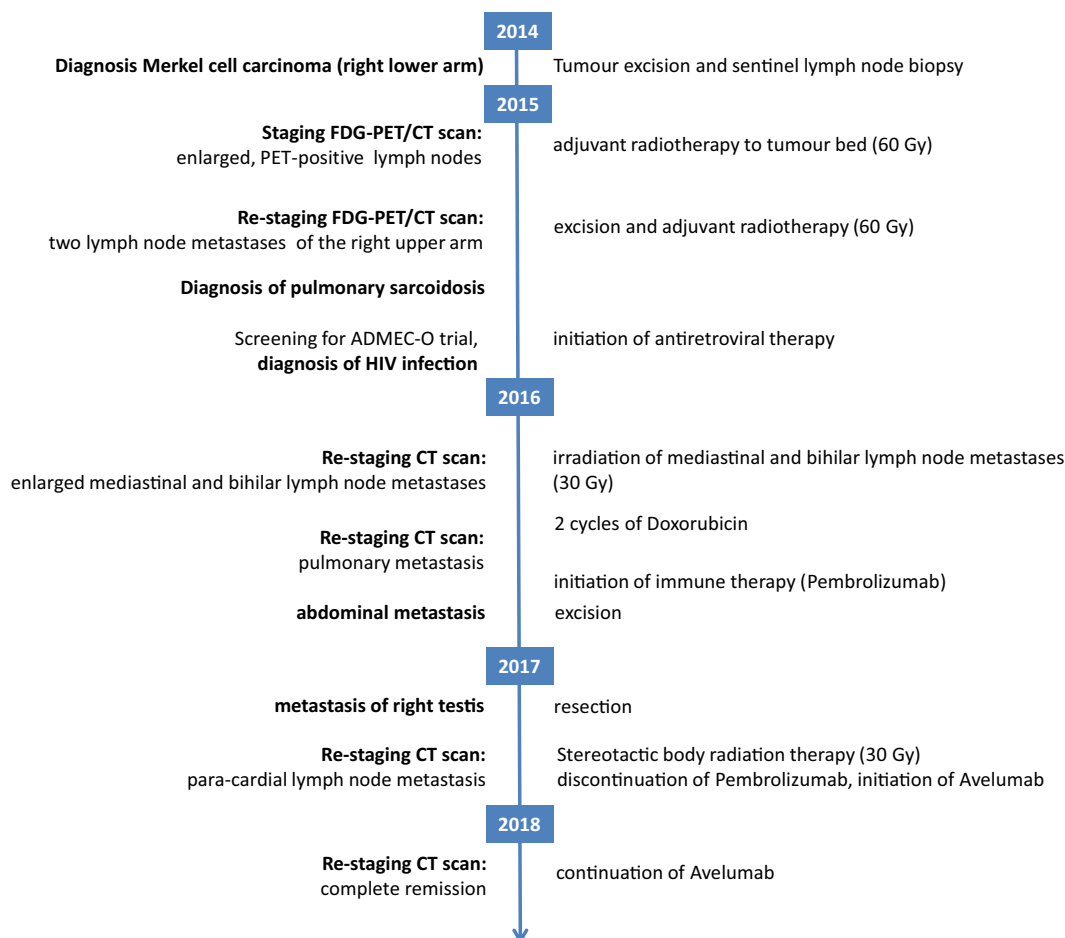 2014
Diagnosis Merkel cell carcinoma (right lower arm)
Tumour excision and sentinel lymph node biopsy
2015
Staging FDG-PET/CT scan:
enlarged, PET-positive lymph nodes
adjuvant radiotherapy to tumour bed (60 Gy)
Re-staging FDG-PET/CT scan:
two lymph node metastases of the right upper arm
excision and adjuvant radiotherapy (60 Gy)
Diagnosis of pulmonary sarcoidosis
Screening for ADMEC-O trial,
diagnosis of HIV infection
initiation of antiretroviral therapy
2016
Re-staging CT scan:
enlarged mediastinal and bihilar lymph node metastases
irradiation of mediastinal and bihilar lymph node metastases
(30 Gy)
2 cycles of Doxorubicin
Re-staging CT scan:
pulmonary metastasis
initiation of immune therapy (Pembrolizumab)
abdominal metastasis
excision
2017
metastasis of right testis
resection
Re-staging CT scan:
para-cardial lymph node metastasis
Stereotactic body radiation therapy (30 Gy)
discontinuation of Pembrolizumab, initiation of Avelumab
2018
Re-staging CT scan:
complete remission
continuation of Avelumab